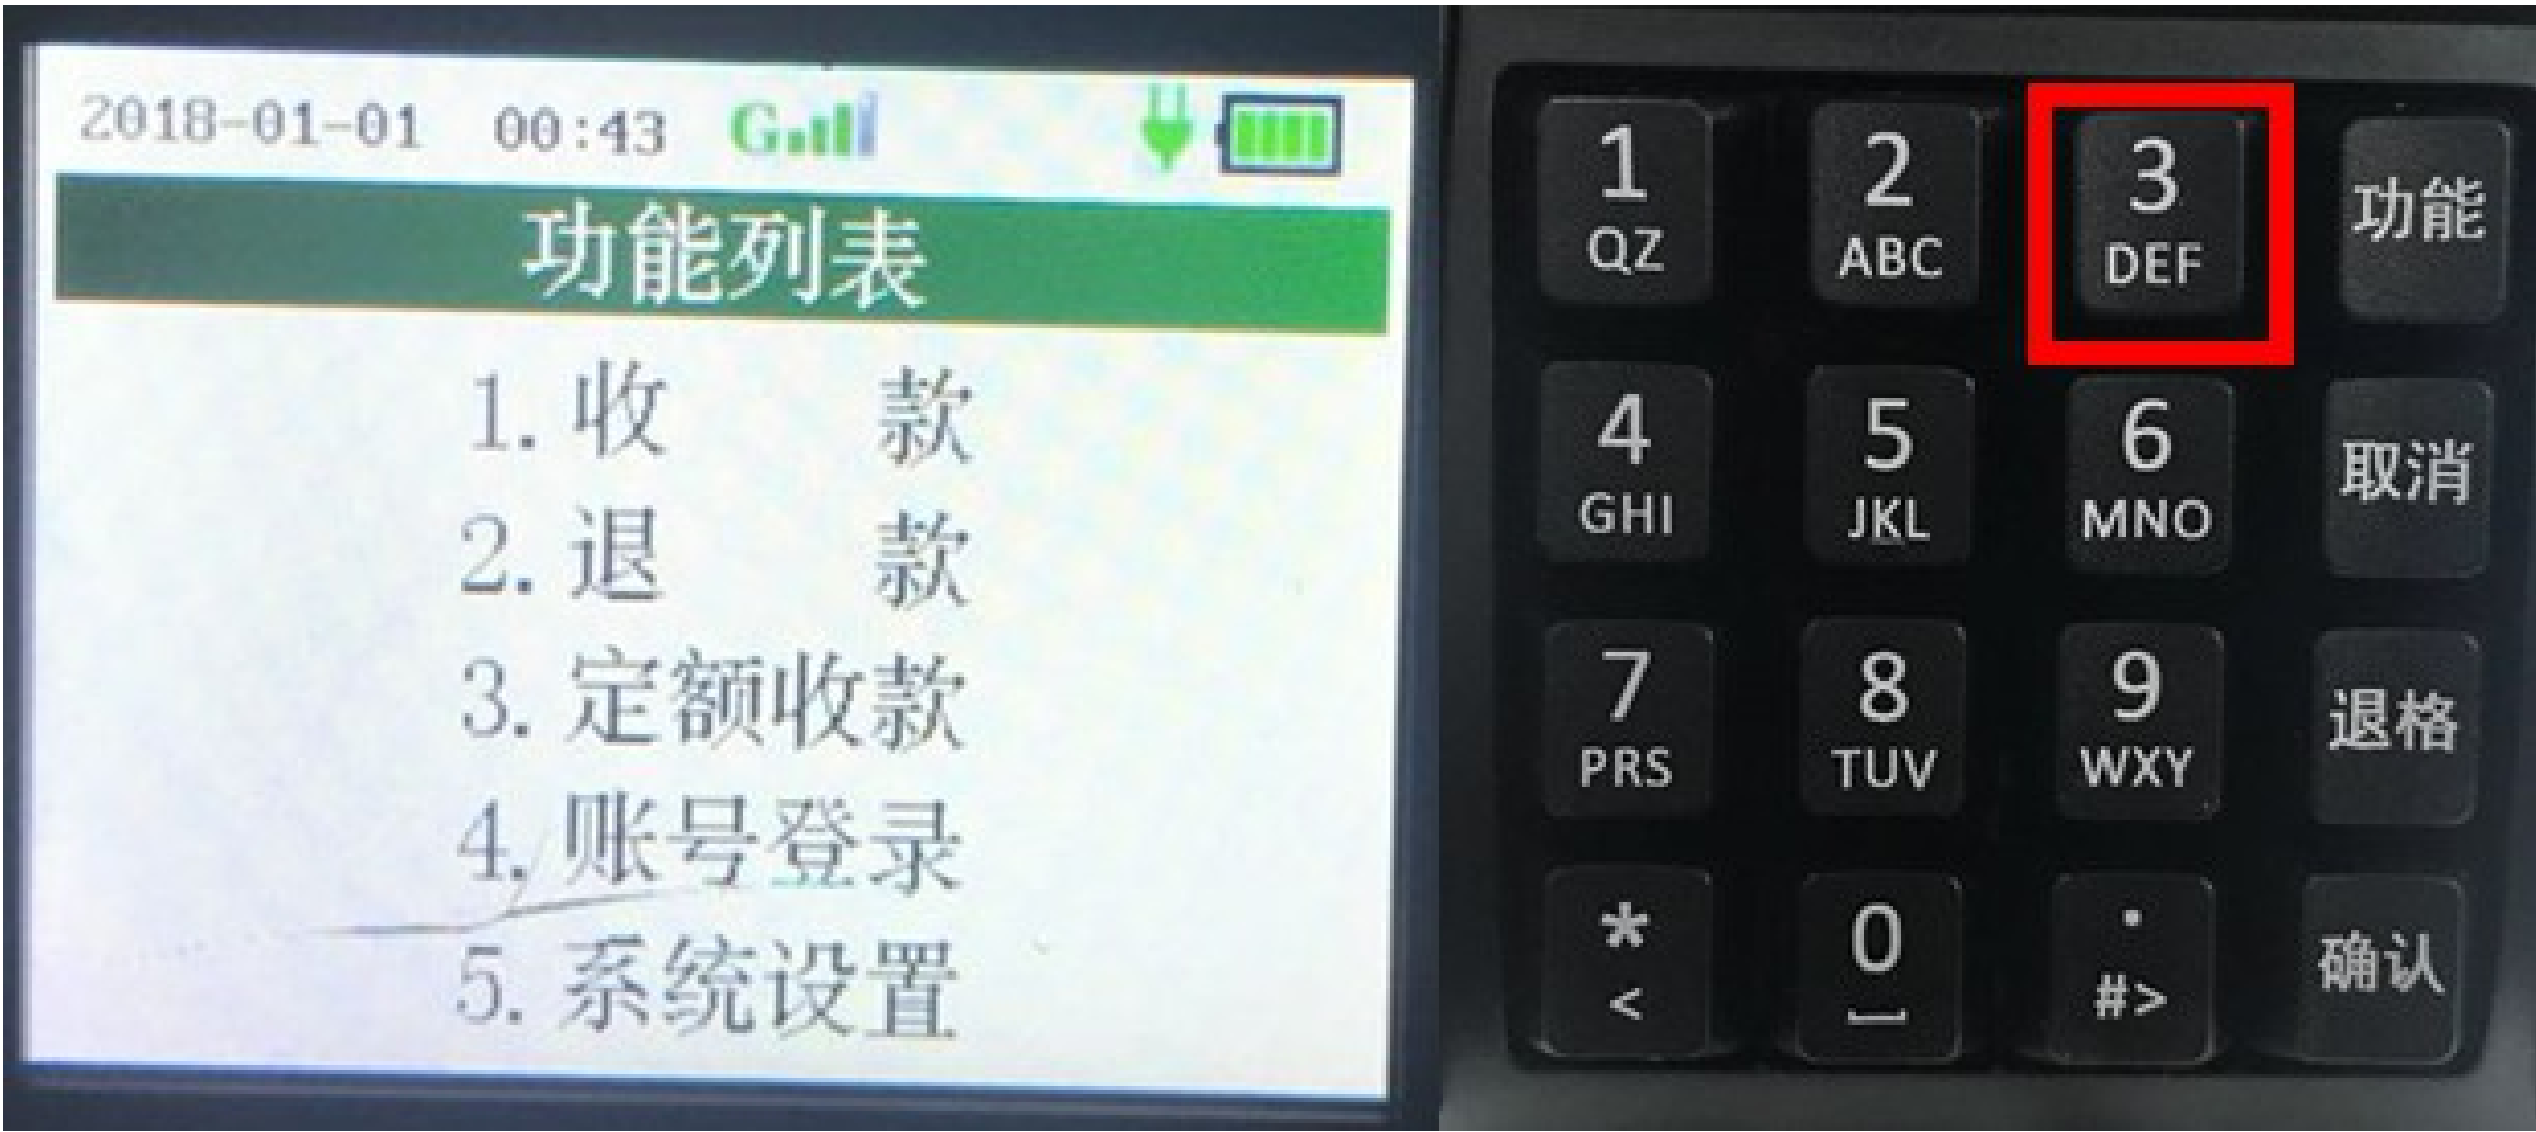 2018-01-01 00:43 G
功能列表
1.收 款
2.退 款
3.定额收款
4.账号登录
5.系统设置
1 2 3 功能
QZ ABC DEF
4 5 6 取消
GHI JKL MNO
7 8 9 退格
PRS TUV WXY
* 0 . 确认
< #>